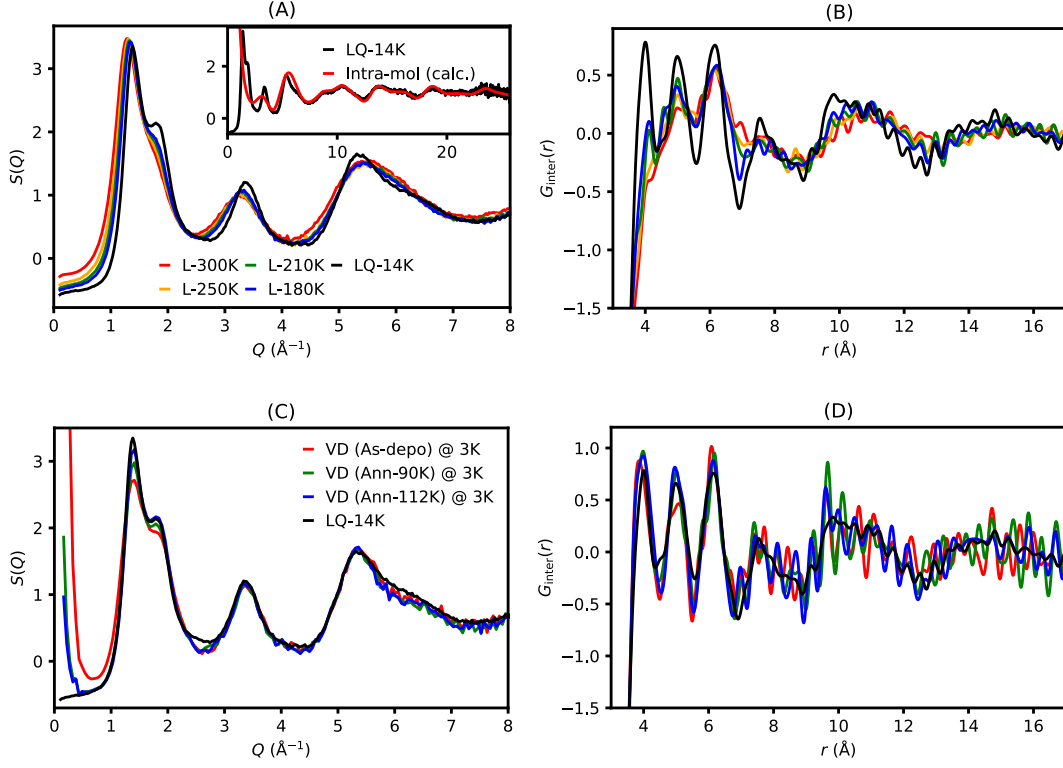 (A)
3
2
1
0
S(Q)
2
0
0
10
20
LQ-14K
Intra-mol (calc.)
L-300K
L-250K
L-210K
L-180K
LQ-14K
0
1
2
3
4
5
6
7
8
Q (Å⁻¹)
(B)
0.5
0.0
−0.5
−1.0
−1.5
G_inter(r)
4
6
8
10
12
14
16
r (Å)
(C)
3
2
1
0
S(Q)
VD (As-depo) @ 3K
VD (Ann-90K) @ 3K
VD (Ann-112K) @ 3K
LQ-14K
0
1
2
3
4
5
6
7
8
Q (Å⁻¹)
(D)
1.0
0.5
0.0
−0.5
−1.0
−1.5
G_inter(r)
4
6
8
10
12
14
16
r (Å)